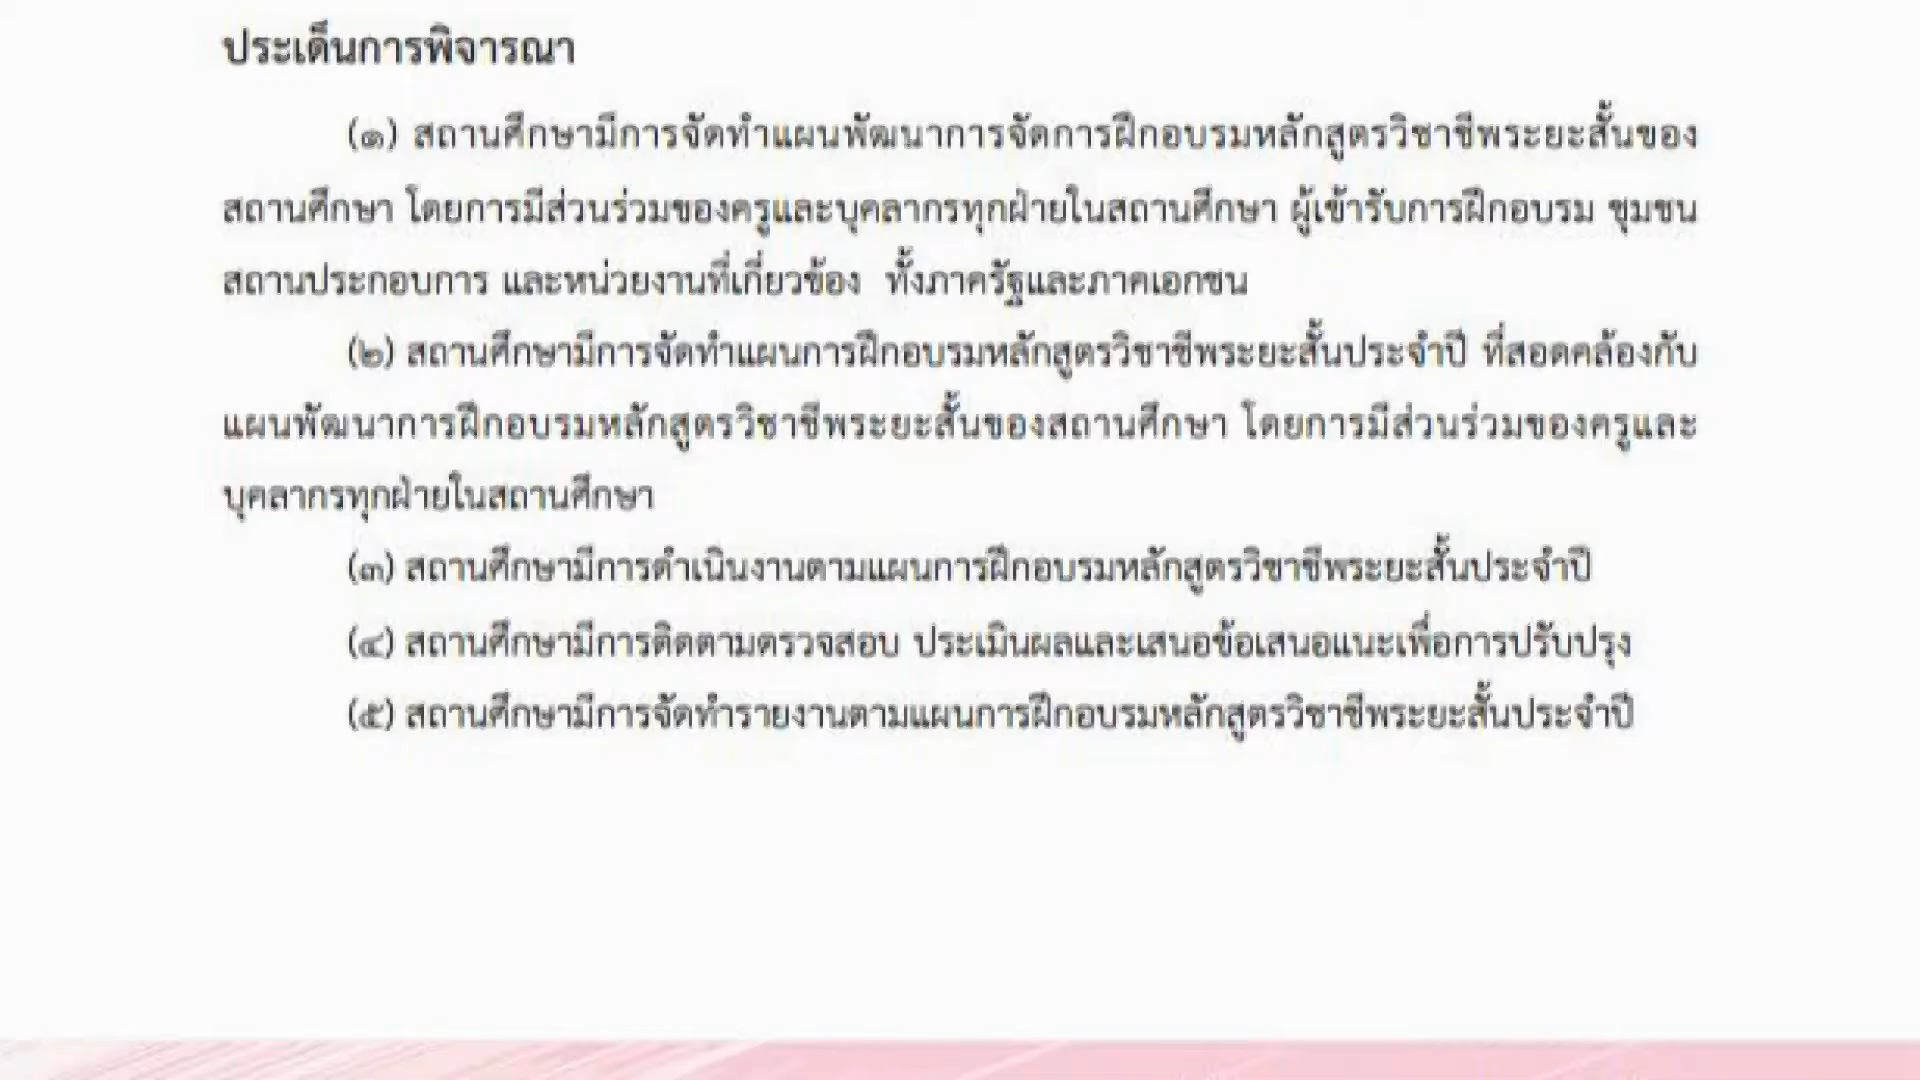 ประเด็นการพิจารณา
(๑) สถานศึกษามีการจัดทำแผนพัฒนาการจัดการฝึกอบรมหลักสูตรวิชาชีพระยะสั้นของ
สถานศึกษา โดยการมีส่วนร่วมของครูและบุคลากรทุกฝ่ายในสถานศึกษา ผู้เข้ารับการฝึกอบรม ชุมชน
สถานประกอบการ และหน่วยงานที่เกี่ยวข้อง ทั้งภาครัฐและภาคเอกชน
(๒) สถานศึกษามีการจัดทำแผนการฝึกอบรมหลักสูตรวิชาชีพระยะสั้นประจำปี ที่สอดคล้องกับ
แผนพัฒนาการฝึกอบรมหลักสูตรวิชาชีพระยะสั้นของสถานศึกษา โดยการมีส่วนร่วมของครูและ
บุคลากรทุกฝ่ายในสถานศึกษา
(๓) สถานศึกษามีการดำเนินงานตามแผนการฝึกอบรมหลักสูตรวิชาชีพระยะสั้นประจำปี
(๔) สถานศึกษามีการติดตามตรวจสอบ ประเมินผลและเสนอข้อเสนอแนะเพื่อการปรับปรุง
(๕) สถานศึกษามีการจัดทำรายงานตามแผนการฝึกอบรมหลักสูตรวิชาชีพระยะสั้นประจำปี